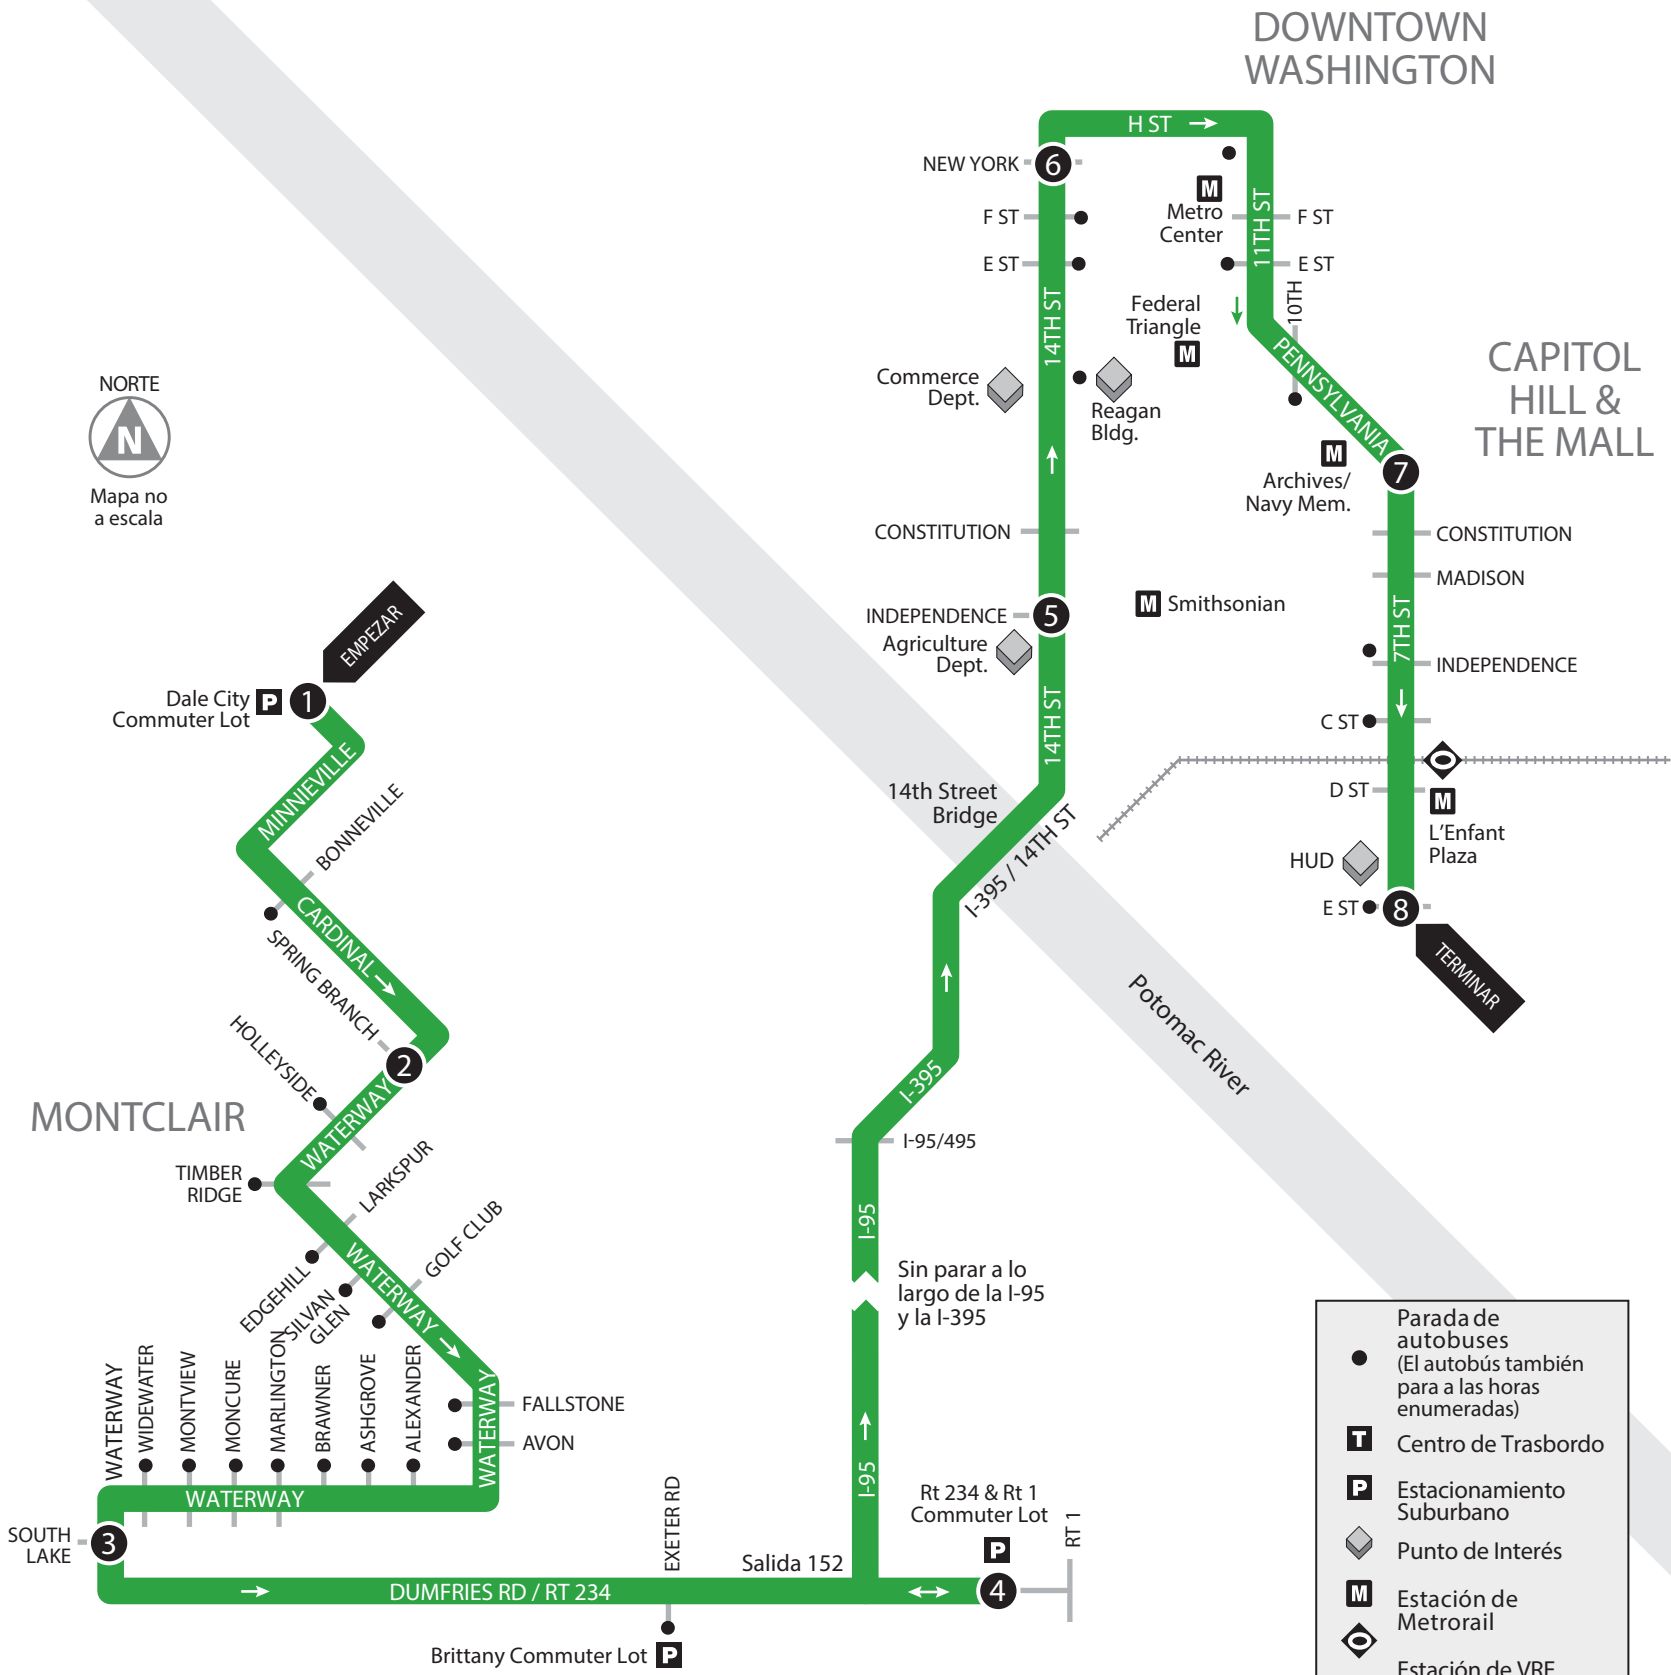 DOWNTOWN
WASHINGTON
H ST
NEW YORK
6
F ST
E ST
14TH ST
M
Metro
Center
11TH ST
F ST
E ST
10TH
Federal
Triangle
M
PENNSYLVANIA
CAPITOL
HILL &
THE MALL
Commerce
Dept.
Reagan
Bldg.
M
Archives/
Navy Mem.
7
NORTE
N
Mapa no
a escala
CONSTITUTION
CONSTITUTION
MADISON
M Smithsonian
INDEPENDENCE
5
Agriculture
Dept.
7TH ST
INDEPENDENCE
C ST
14TH ST
D ST
M
L'Enfant
Plaza
HUD
E ST
8
TERMINAR
EMPEZAR
Dale City
Commuter Lot
P
1
MINNIEVILLE
BONNEVILLE
CARDINAL
SPRING BRANCH
2
HOLLEYSIDE
WATERWAY
MONTCLAIR
TIMBER
RIDGE
LARKSPUR
EDGEHILL
SILVAN
GLEN
WATERWAY
GOLF CLUB
14th Street
Bridge
I-395 / 14TH ST
Potomac River
I-395
I-95/495
I-95
Sin parar a lo
largo de la I-95
y la I-395
I-95
WATERWAY
WIDEWATER
MONTVIEW
MONCURE
MARLINGTON
BRAWNER
ASHGROVE
ALEXANDER
FALLSTONE
AVON
WATERWAY
WATERWAY
SOUTH
LAKE
3
DUMFRIES RD / RT 234
EXETER RD
Brittany Commuter Lot P
Salida 152
Rt 234 & Rt 1
Commuter Lot
P
4
RT 1
Parada de
autobuses
(El autobús también
para a las horas
enumeradas)
T Centro de Trasbordo
P Estacionamiento
Suburbano
Punto de Interés
M Estación de
Metrorail
Estación de VRE